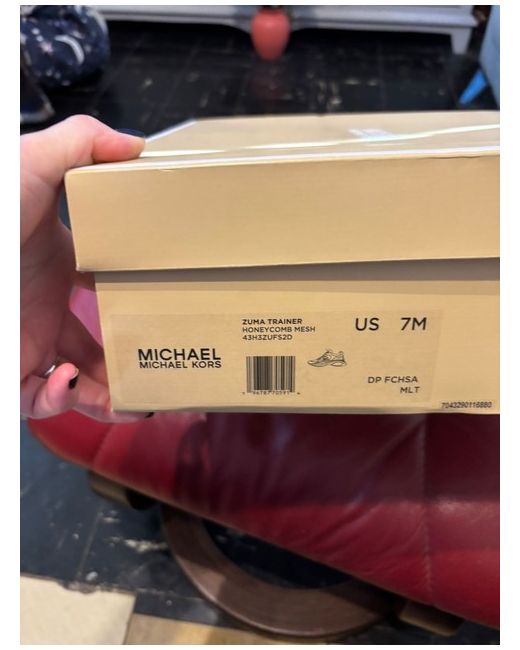 ZUMA TRAINER
HONEYCOMB MESH
43H3ZUFS2D
US 7M
MICHAEL
MICHAEL KORS
DP FCHSA
MLT
7043290116880